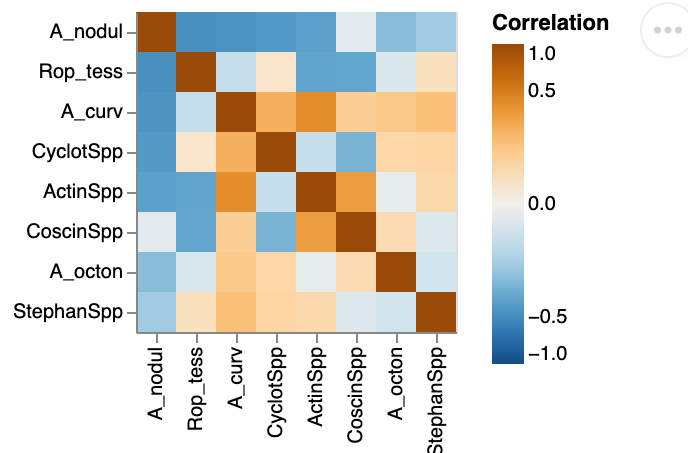 Correlation
A_nodul
Rop_tess
A_curv
CyclotSpp
ActinSpp
CoscinSpp
A_octon
StephanSpp
1.0
0.5
0.0
−0.5
−1.0
A_nodul
Rop_tess
A_curv
CyclotSpp
ActinSpp
CoscinSpp
A_octon
StephanSpp